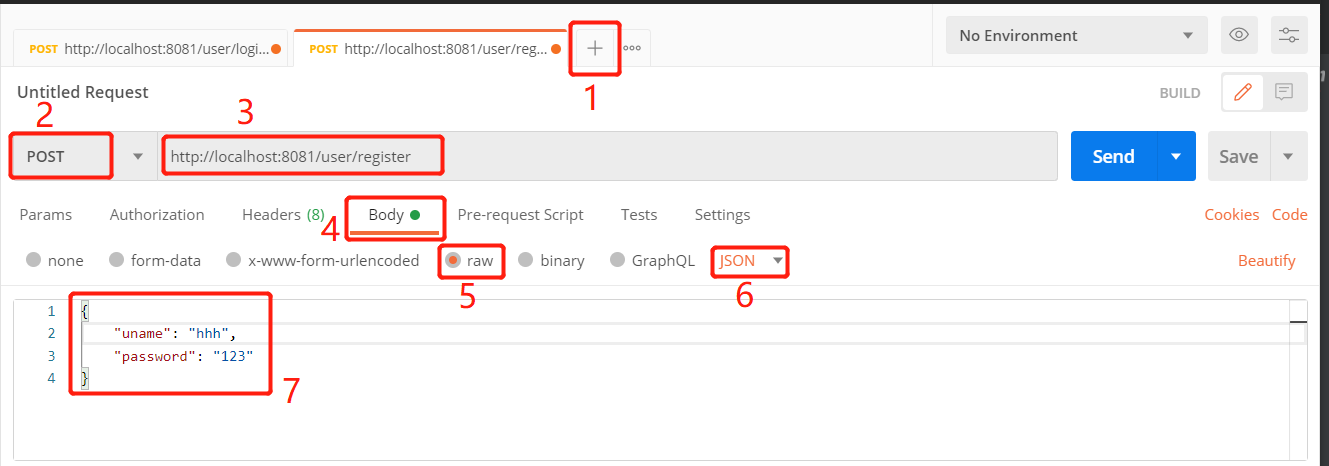 1
POST http://localhost:8081/user/logi... POST http://localhost:8081/user/reg... No Environment
Untitled Request BUILD
2 3
POST http://localhost:8081/user/register Send Save
Params Authorization Headers (8) Body Pre-request Script Tests Settings Cookies Code
4
none form-data x-www-form-urlencoded raw binary GraphQL JSON Beautify
5 6
1 {
2 "uname": "hhh",
3 "password": "123"
4 }
7